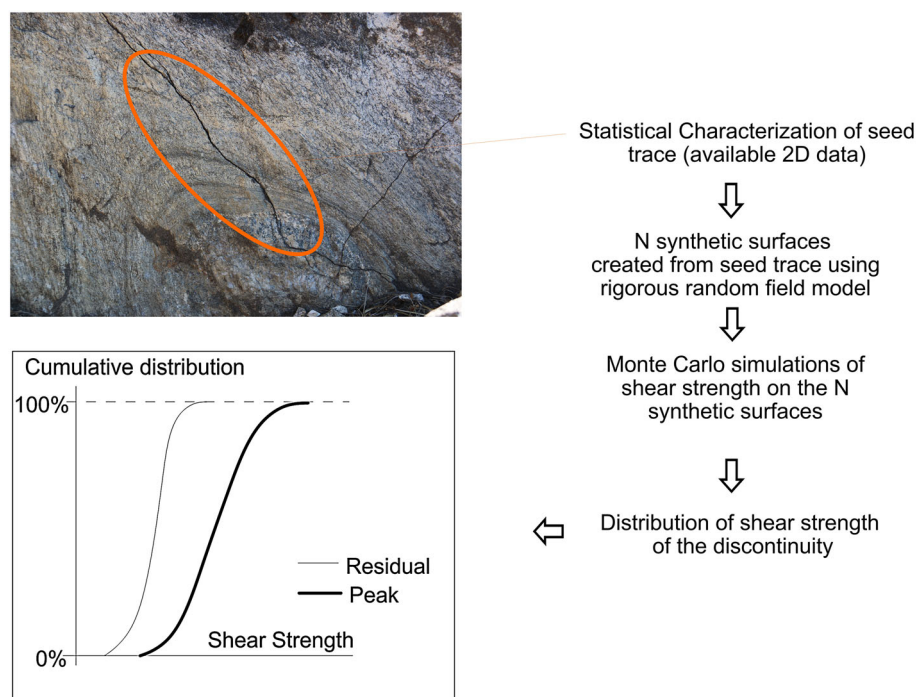 Statistical Characterization of seed
trace (available 2D data)
N synthetic surfaces
created from seed trace using
rigorous random field model
Monte Carlo simulations of
shear strength on the N
synthetic surfaces
Distribution of shear strength
of the discontinuity
Cumulative distribution
100%
Residual
Peak
Shear Strength
0%